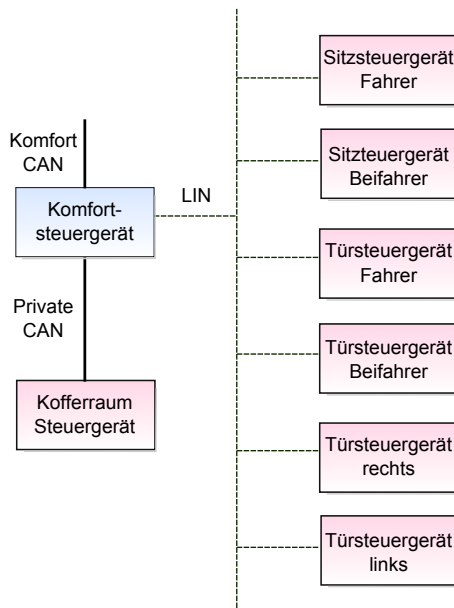 Komfort
CAN
Komfort-
steuergerät
Private
CAN
Kofferraum
Steuergerät
LIN
Sitzsteuergerät
Fahrer
Sitzteuergerät
Beifahrer
Türsteuergerät
Fahrer
Türsteuergerät
Beifahrer
Türsteuergerät
rechts
Türsteuergerät
links